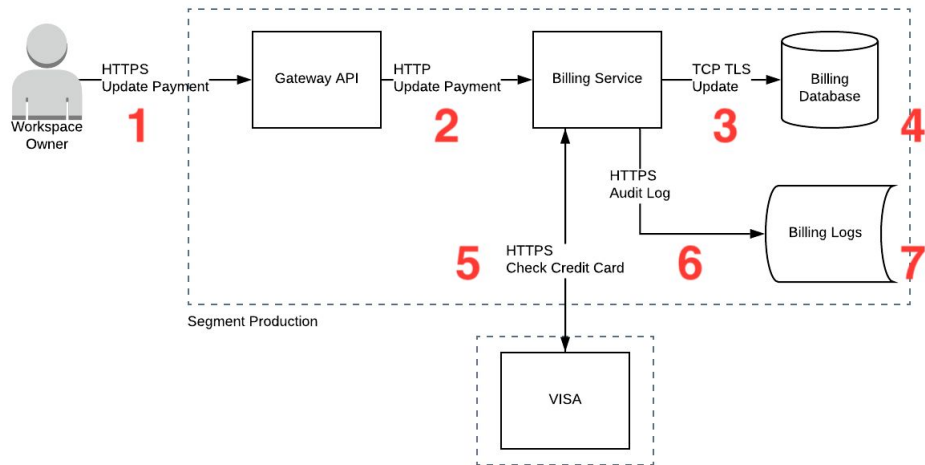 HTTPS
Update Payment
1
Workspace
Owner
Gateway API
HTTP
Update Payment
2
Billing Service
TCP TLS
Update
3
Billing
Database
4
HTTPS
Audit Log
6
Billing Logs
7
5
HTTPS
Check Credit Card
Segment Production
VISA